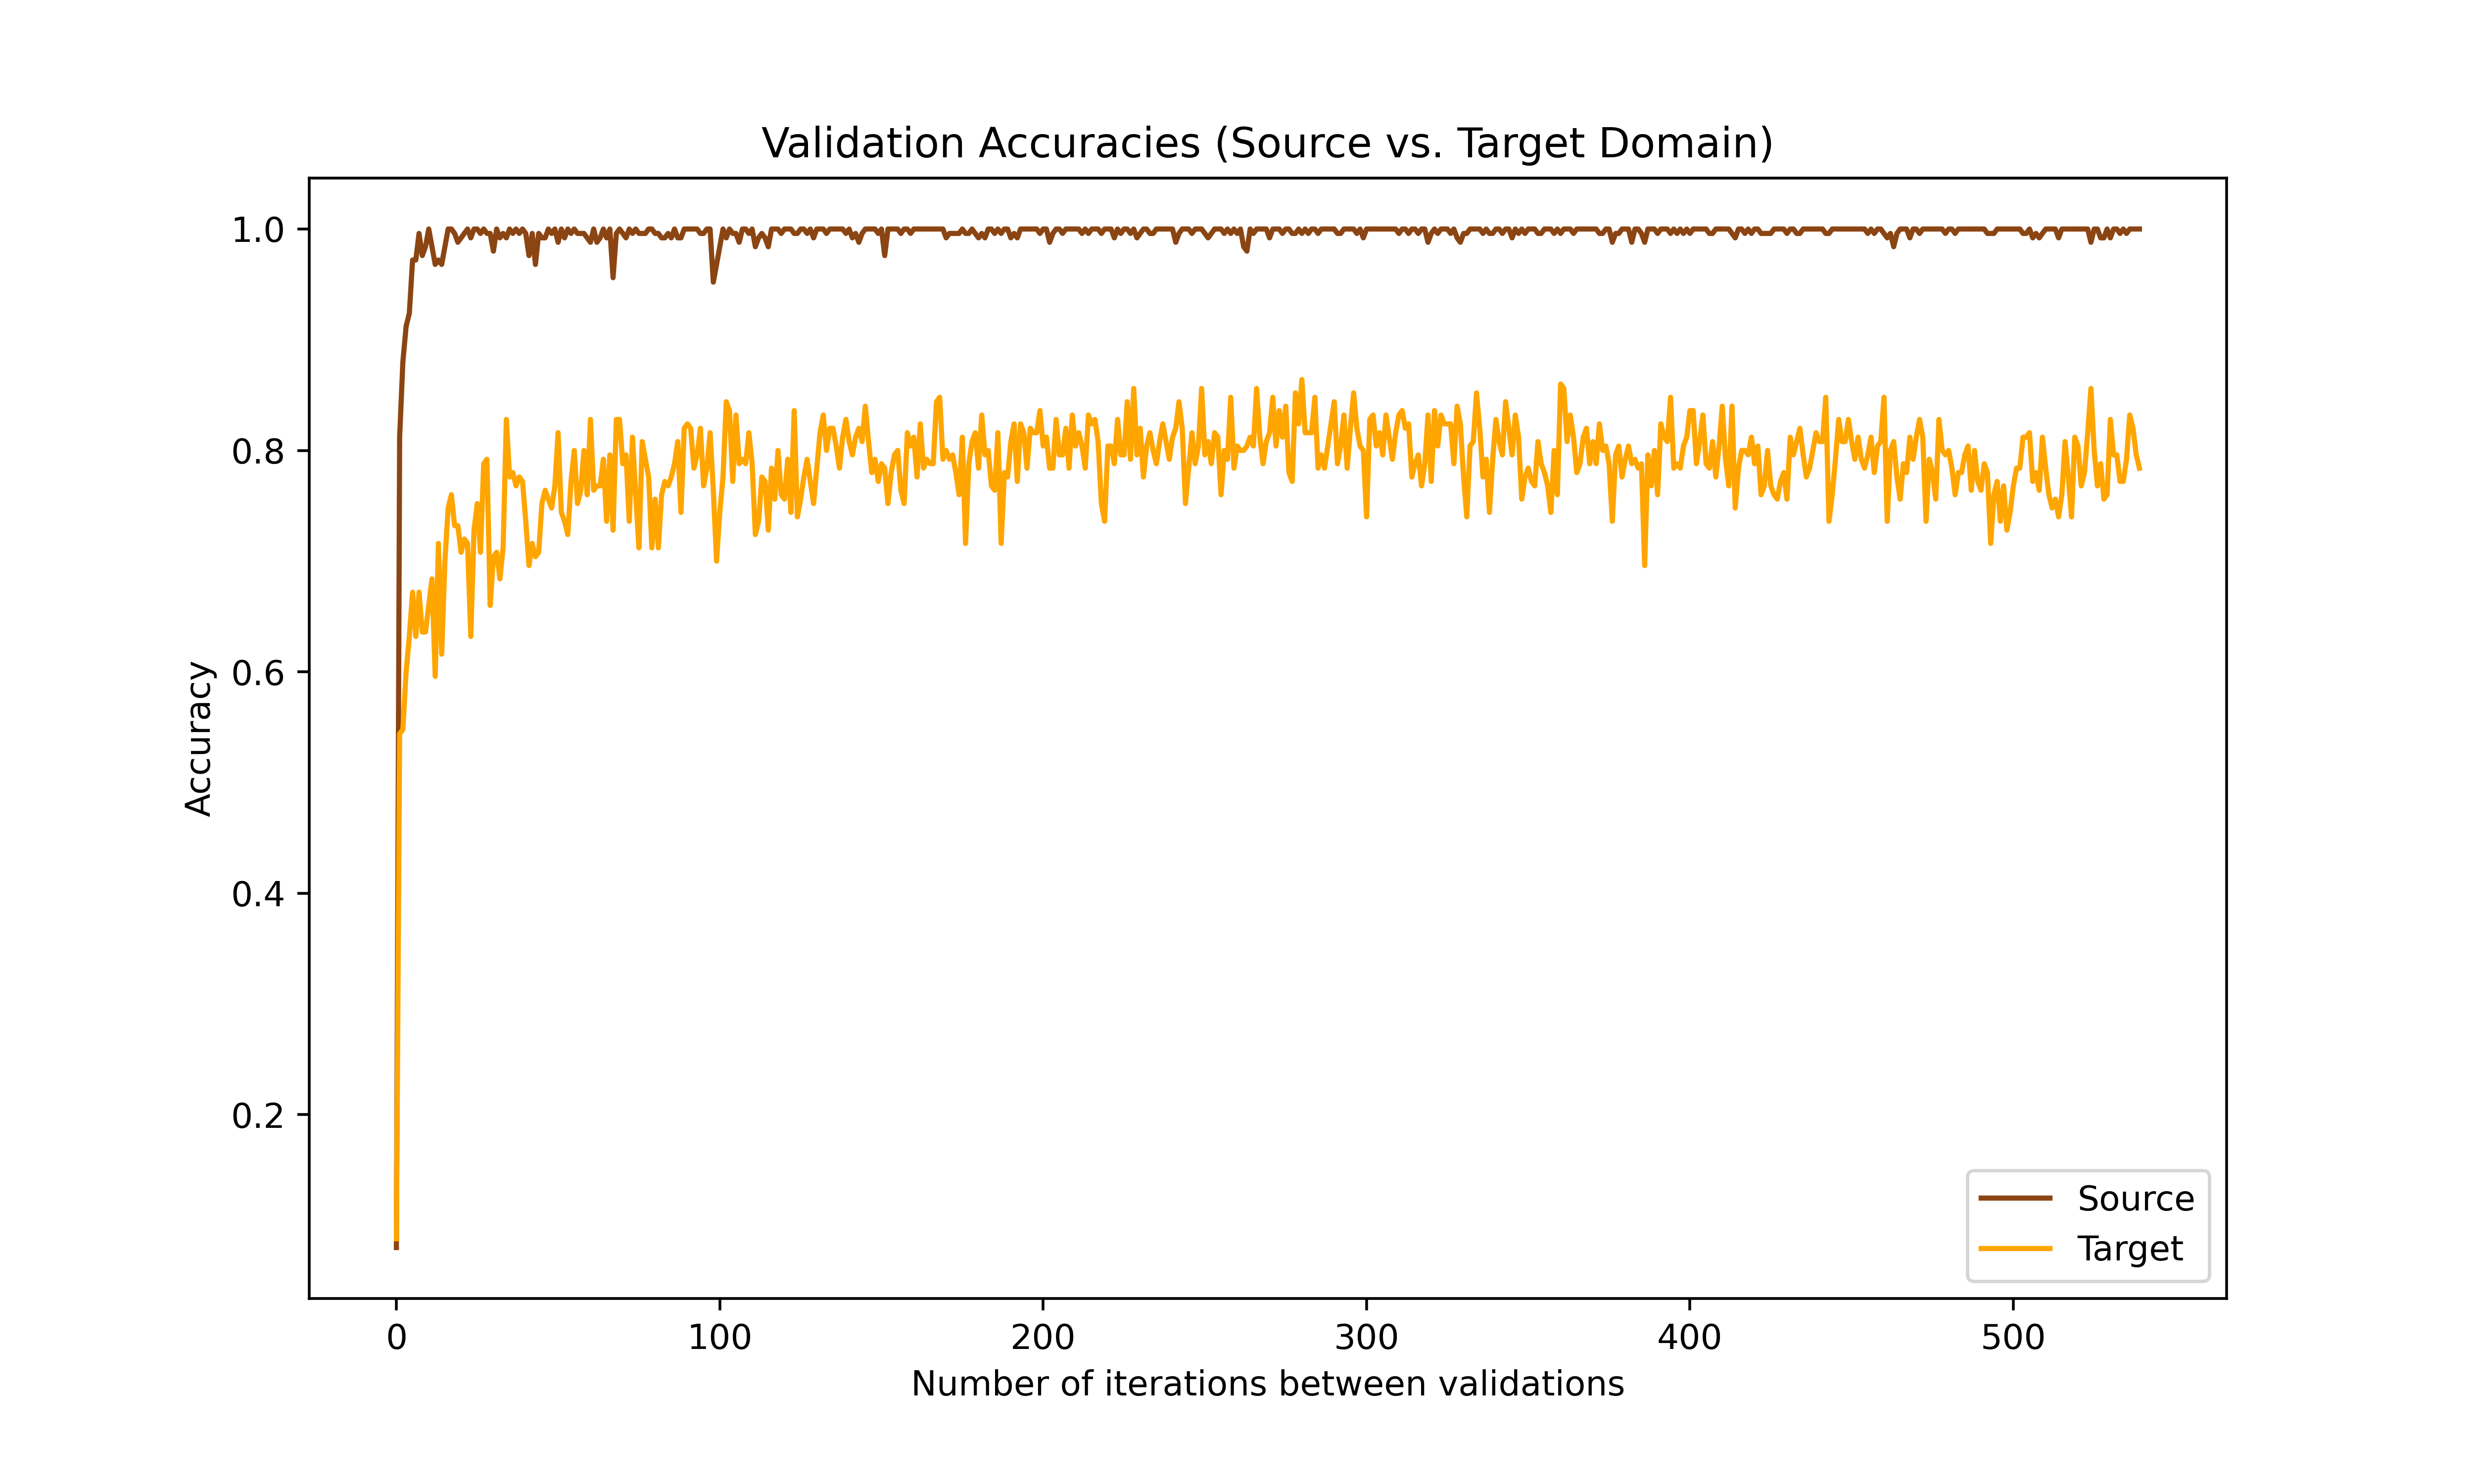 Validation Accuracies (Source vs. Target Domain)
1.0
0.8
0.6
0.4
0.2
Accuracy
0 100 200 300 400 500
Number of iterations between validations
Source
Target